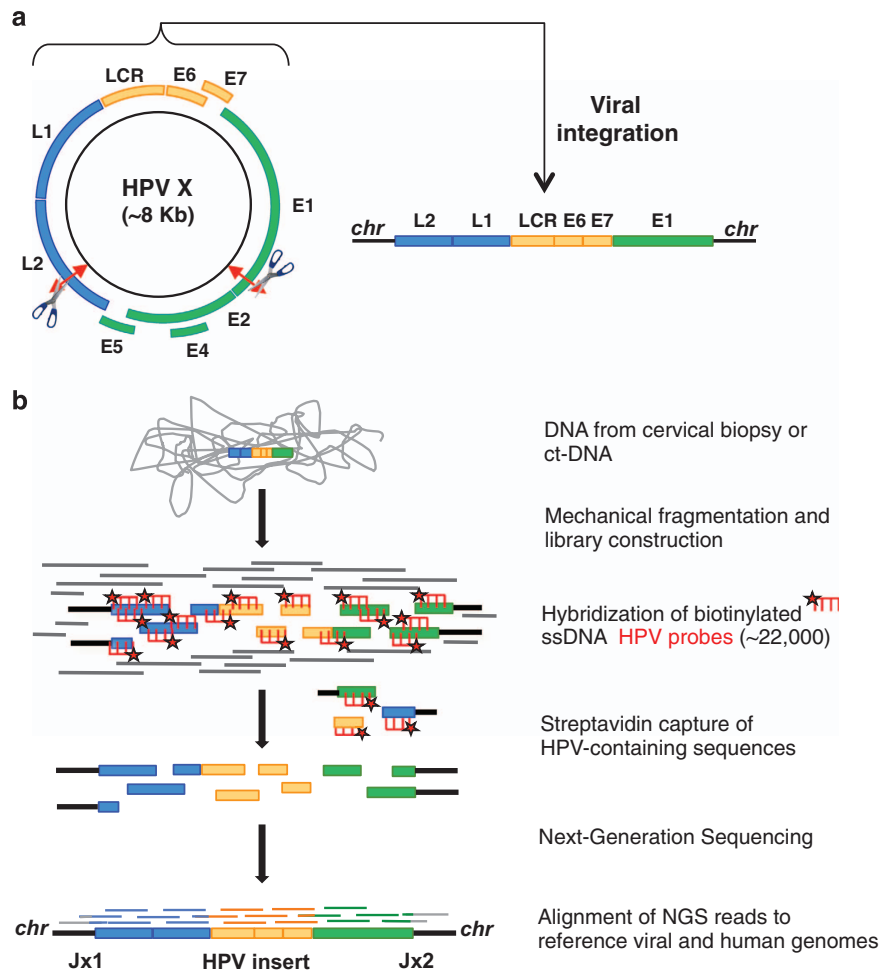 a
LCR
E6
E7
L1
HPV X
(~8 Kb)
E1
L2
E2
E5
E4
Viral
integration
chr
L2
L1
LCR
E6
E7
E1
chr
b
DNA from cervical biopsy or
ct-DNA
Mechanical fragmentation and
library construction
Hybridization of biotinylated
ssDNA HPV probes (~22,000)
Streptavidin capture of
HPV-containing sequences
Next-Generation Sequencing
Alignment of NGS reads to
reference viral and human genomes
chr
chr
Jx1
HPV insert
Jx2